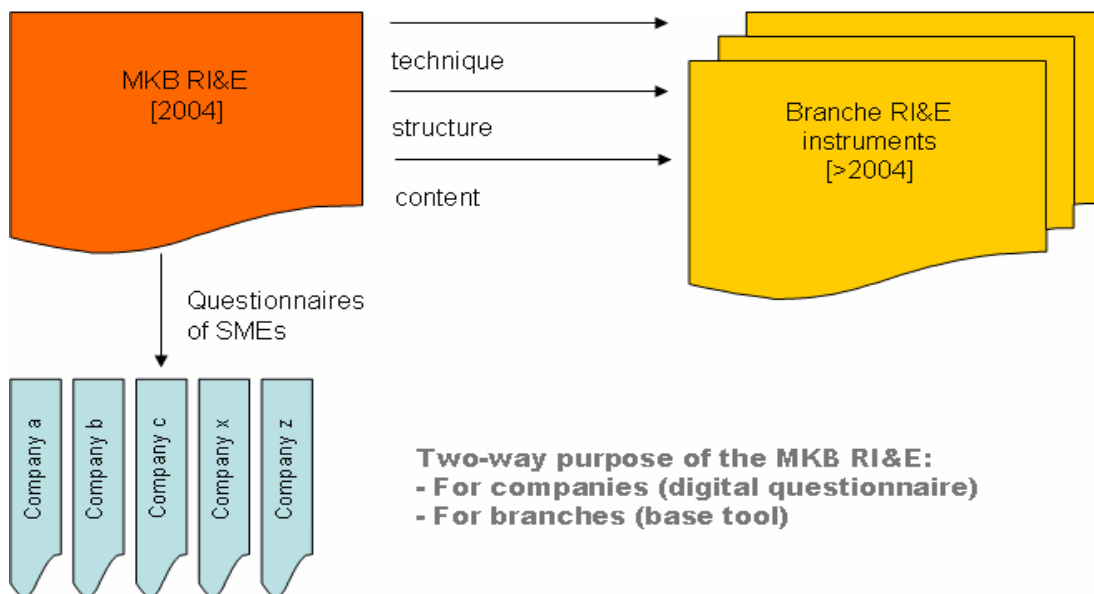 MKB RI&E
[2004]
technique
structure
content
Branche RI&E
instruments
[>2004]
Questionnaires
of SMEs
Company a
Company b
Company c
Company x
Company z
Two-way purpose of the MKB RI&E:
- For companies (digital questionnaire)
- For branches (base tool)